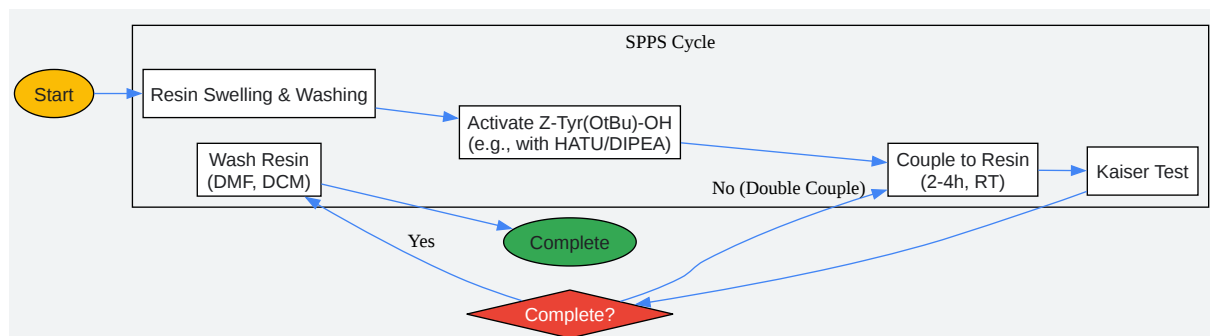 SPPS Cycle
Start
Resin Swelling & Washing
Activate Z-Tyr(OtBu)-OH
(e.g., with HATU/DIPEA)
Couple to Resin
(2-4h, RT)
Kaiser Test
Wash Resin
(DMF, DCM)
No (Double Couple)
Yes
Complete
Complete?